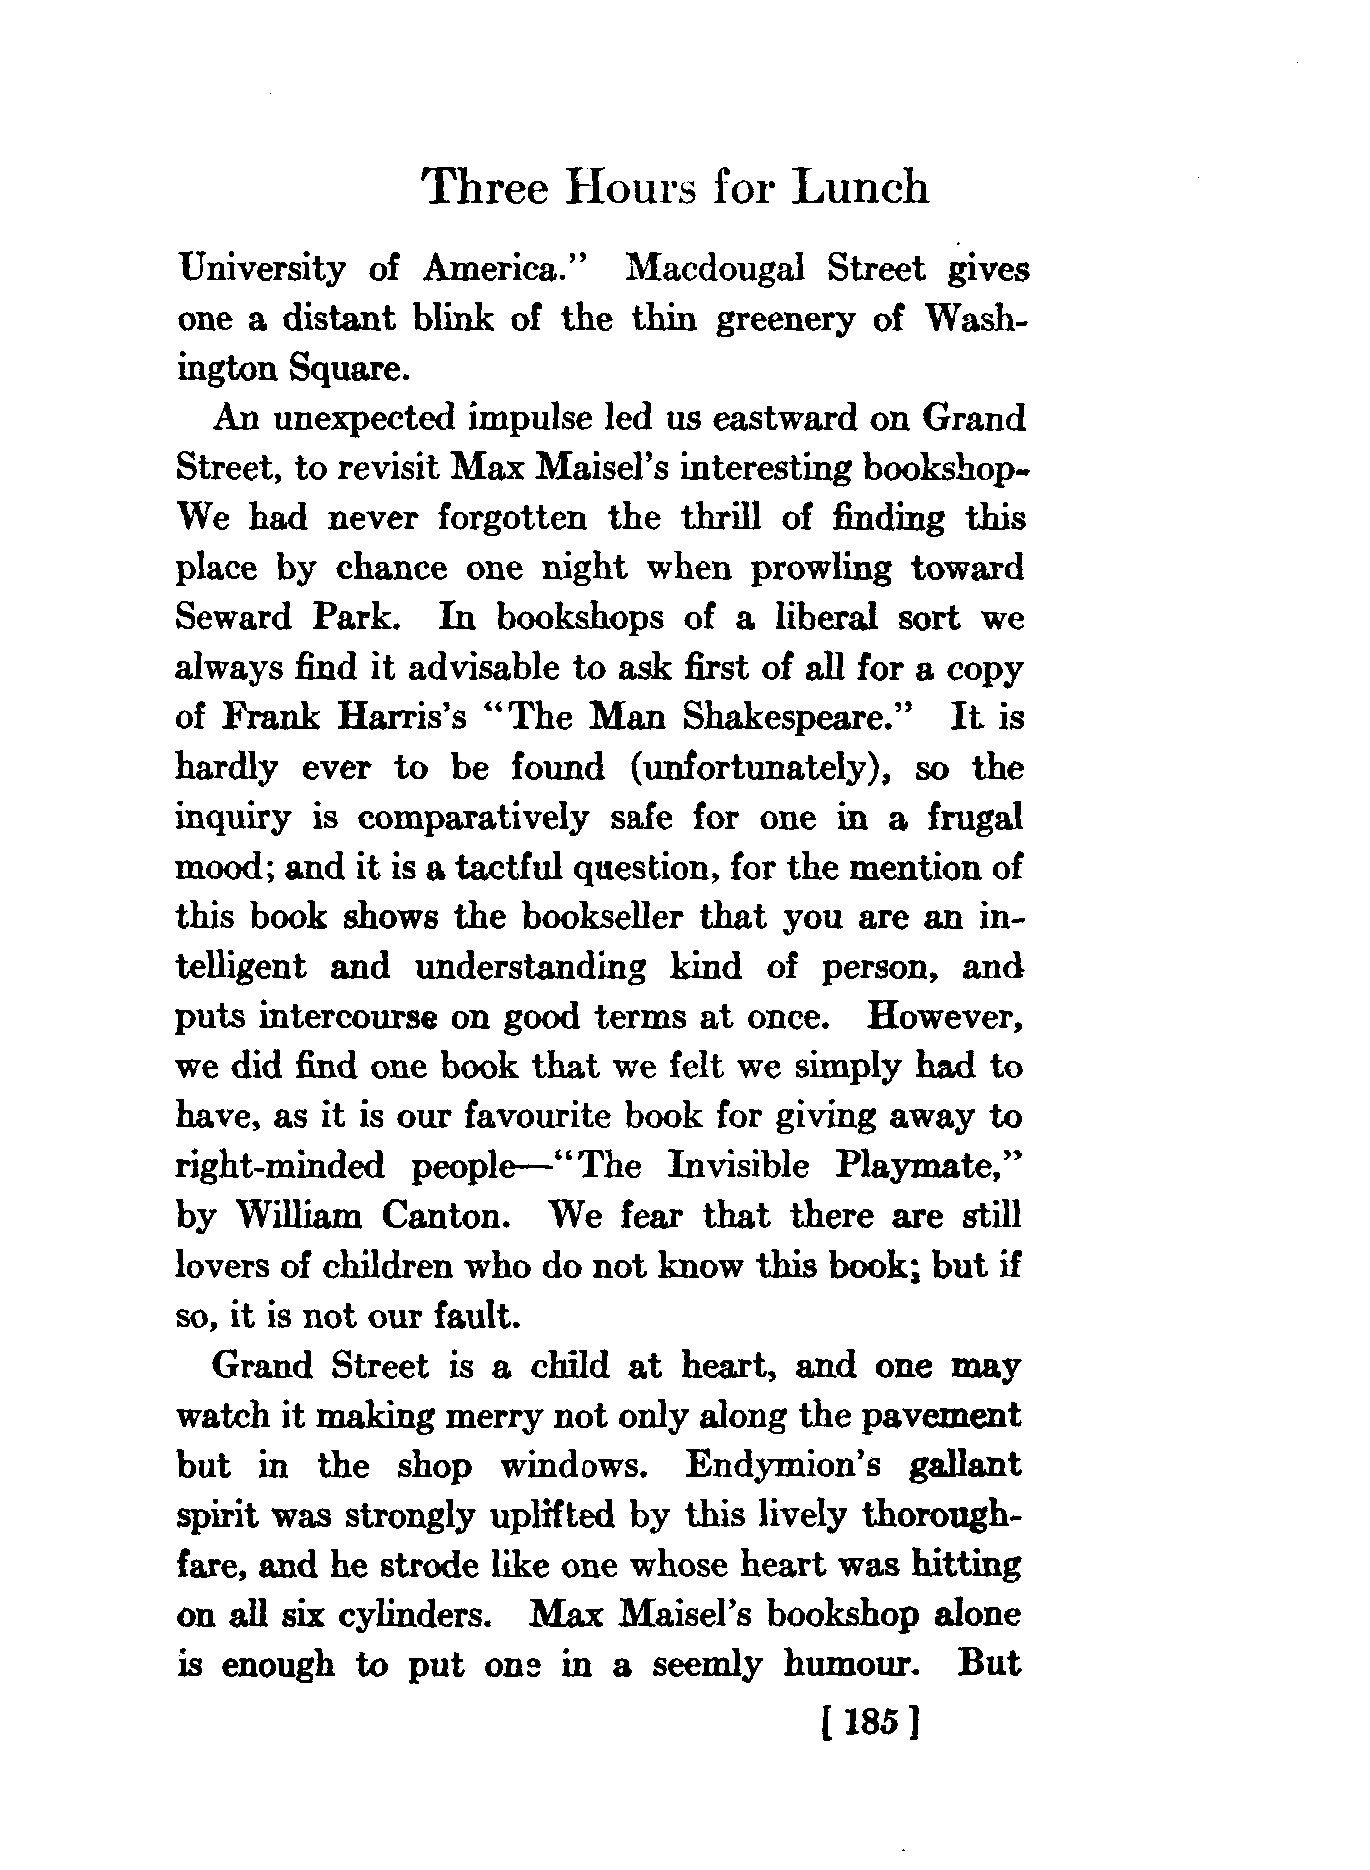 Three Hours for Lunch
University of America.” Macdougal Street gives
one a distant blink of the thin greenery of Wash-
ington Square.
An unexpected impulse led us eastward on Grand
Street, to revisit Max Maisel’s interesting bookshop-
We had never forgotten the thrill of finding this
place by chance one night when prowling toward
Seward Park. In bookshops of a liberal sort we
always find it advisable to ask first of all for a copy
of Frank Harris’s “The Man Shakespeare.” It is
hardly ever to be found (unfortunately), so the
inquiry is comparatively safe for one in a frugal
mood; and it is a tactful question, for the mention of
this book shows the bookseller that you are an in-
telligent and understanding kind of person, and
puts intercourse on good terms at once. However,
we did find one book that we felt we simply had to
have, as it is our favourite book for giving away to
right-minded people—“The Invisible Playmate,”
by William Canton. We fear that there are still
lovers of children who do not know this book; but if
so, it is not our fault.
Grand Street is a child at heart, and one may
watch it making merry not only along the pavement
but in the shop windows. Endymion’s gallant
spirit was strongly uplifted by this lively thorough-
fare, and he strode like one whose heart was hitting
on all six cylinders. Max Maisel’s bookshop alone
is enough to put one in a seemly humour. But
[ 185 ]